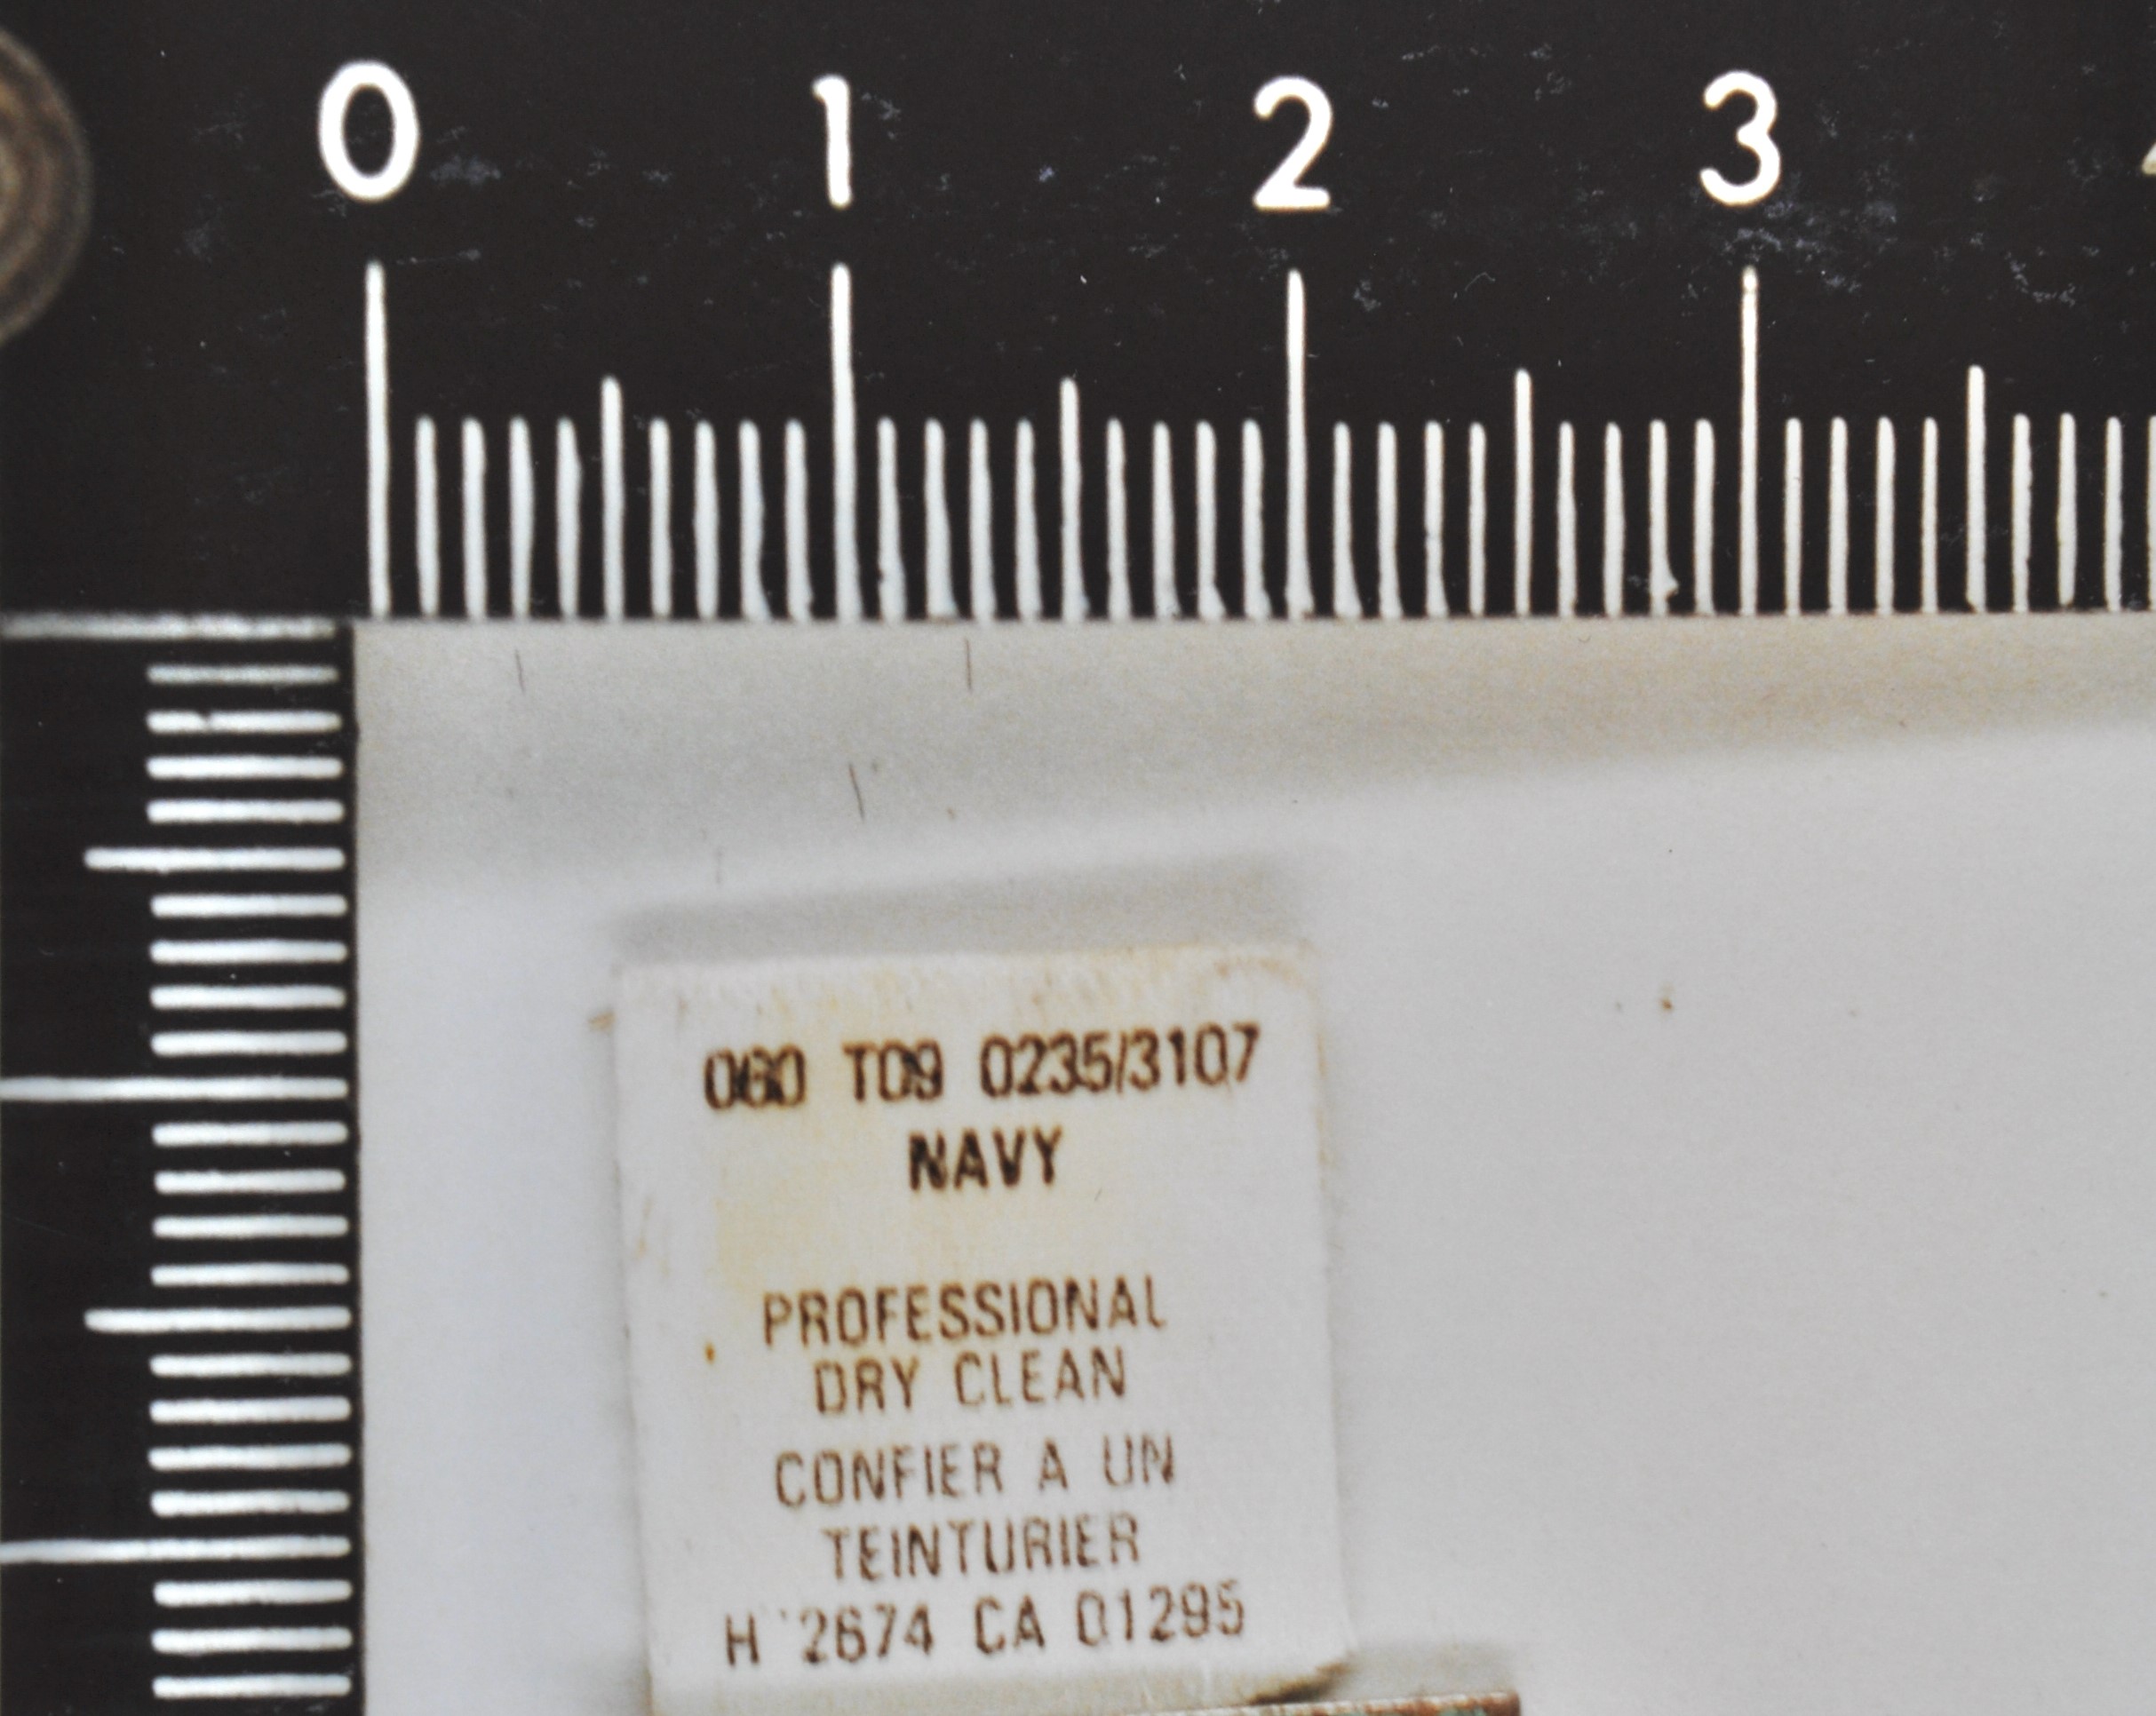 0 1 2 3
060 T09 0235/3107
NAVY
PROFESSIONAL
DRY CLEAN
CONFIER A UN
TEINTURIER
H 2674 CA 01295